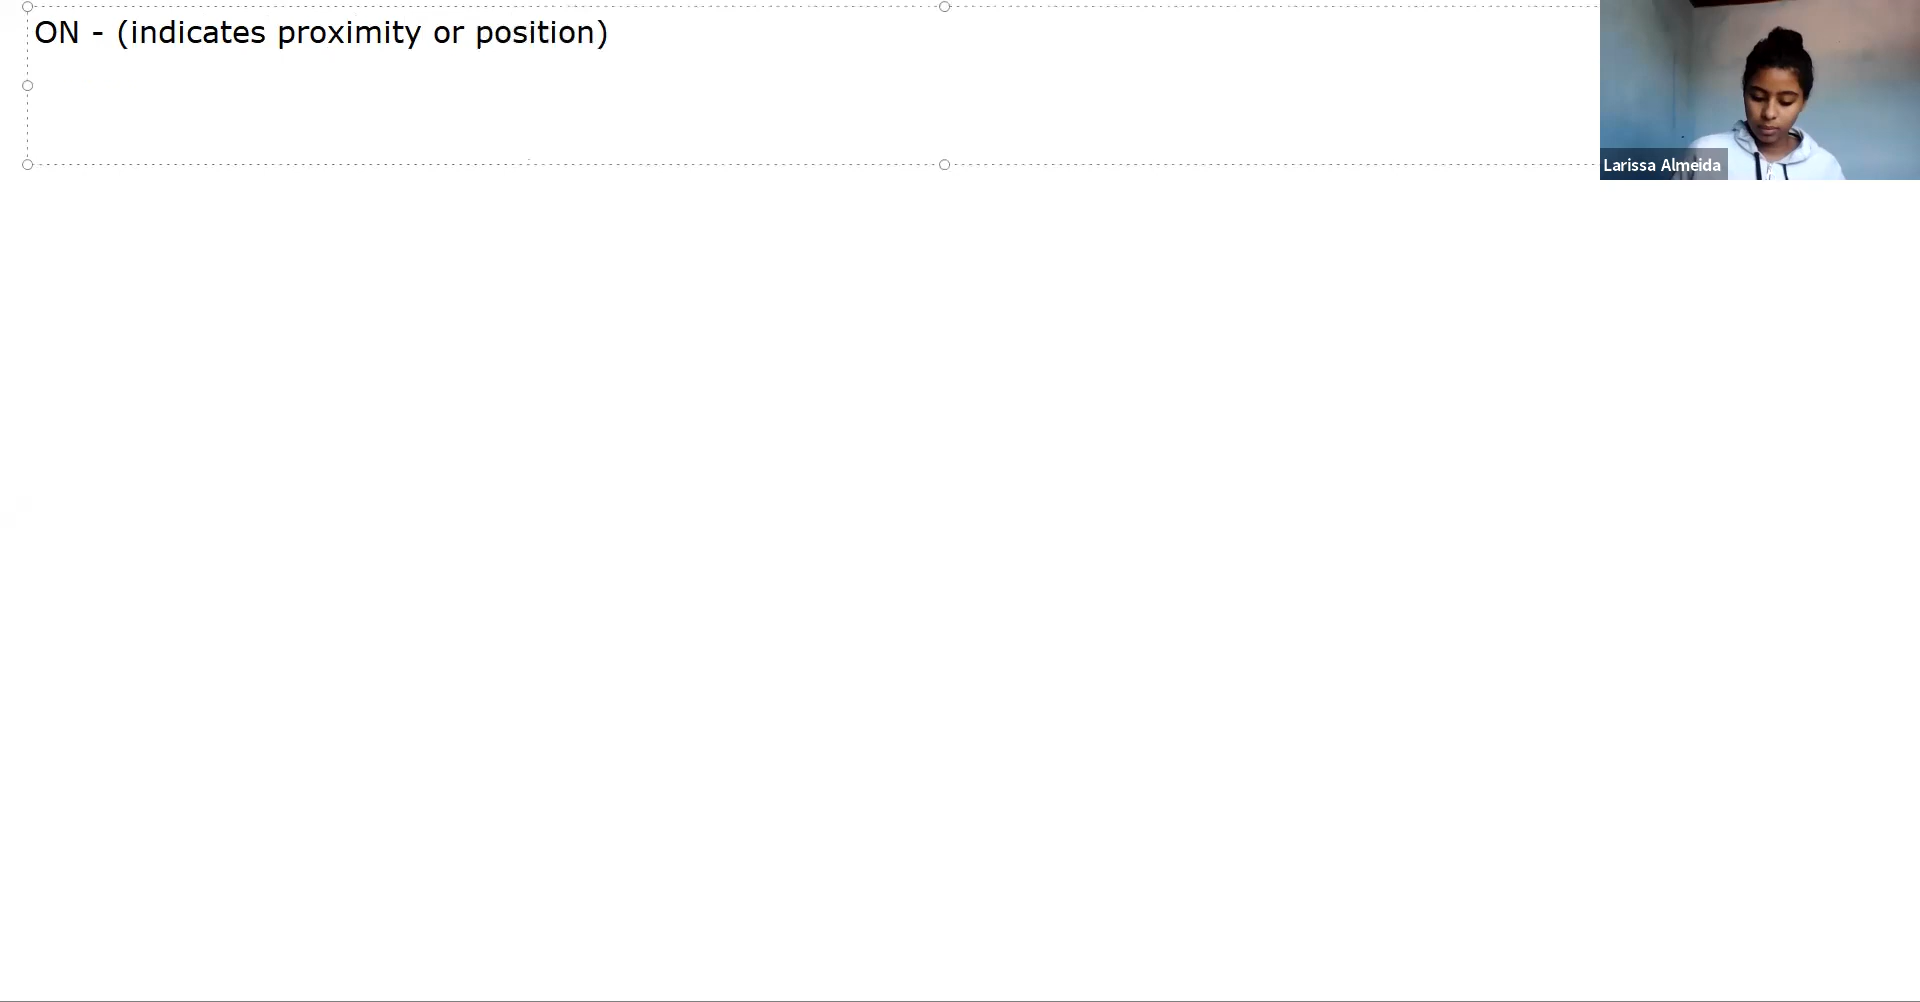 ON - (indicates proximity or position)
Larissa Almeida